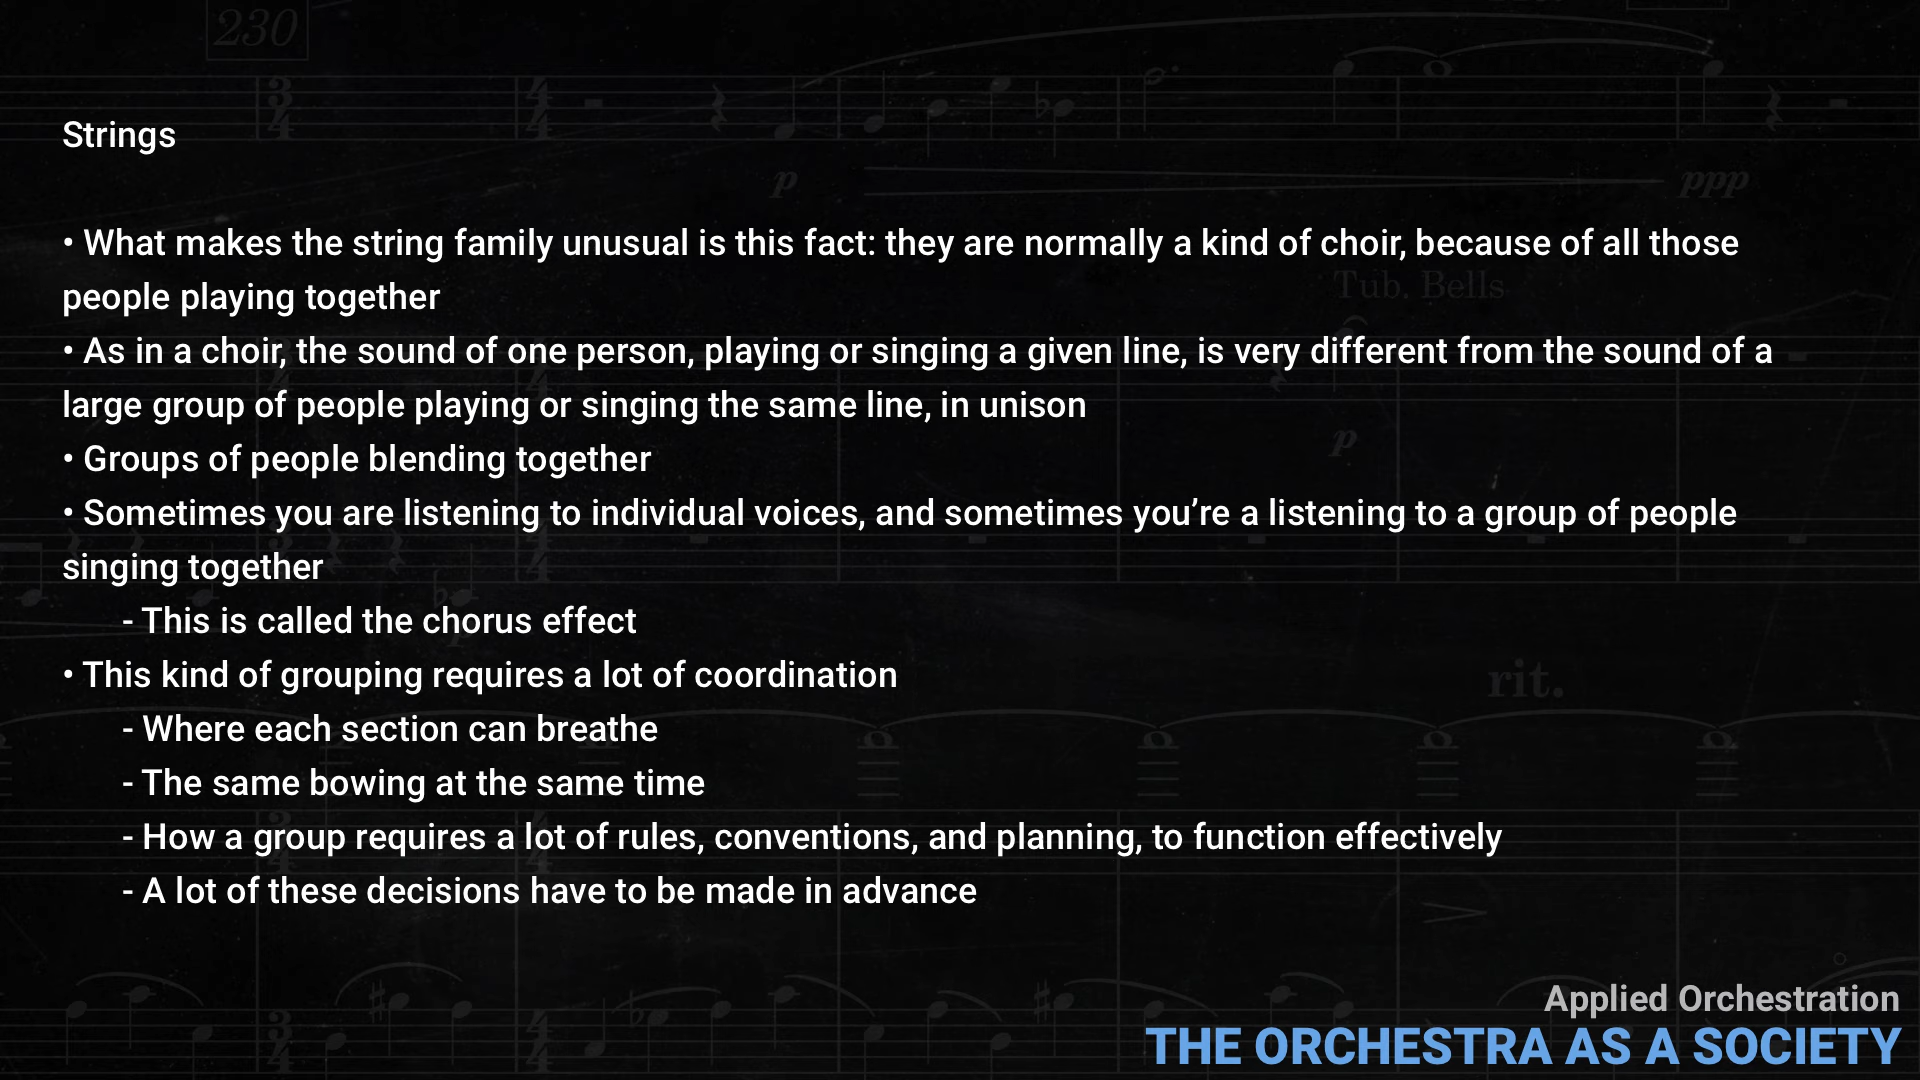 230
p
ppp
Strings
• What makes the string family unusual is this fact: they are normally a kind of choir, because of all those
people playing together
Tub. Bells
• As in a choir, the sound of one person, playing or singing a given line, is very different from the sound of a
large group of people playing or singing the same line, in unison
p
• Groups of people blending together
• Sometimes you are listening to individual voices, and sometimes you’re a listening to a group of people
singing together
- This is called the chorus effect
• This kind of grouping requires a lot of coordination
rit.
- Where each section can breathe
- The same bowing at the same time
- How a group requires a lot of rules, conventions, and planning, to function effectively
- A lot of these decisions have to be made in advance
Applied Orchestration
THE ORCHESTRA AS A SOCIETY